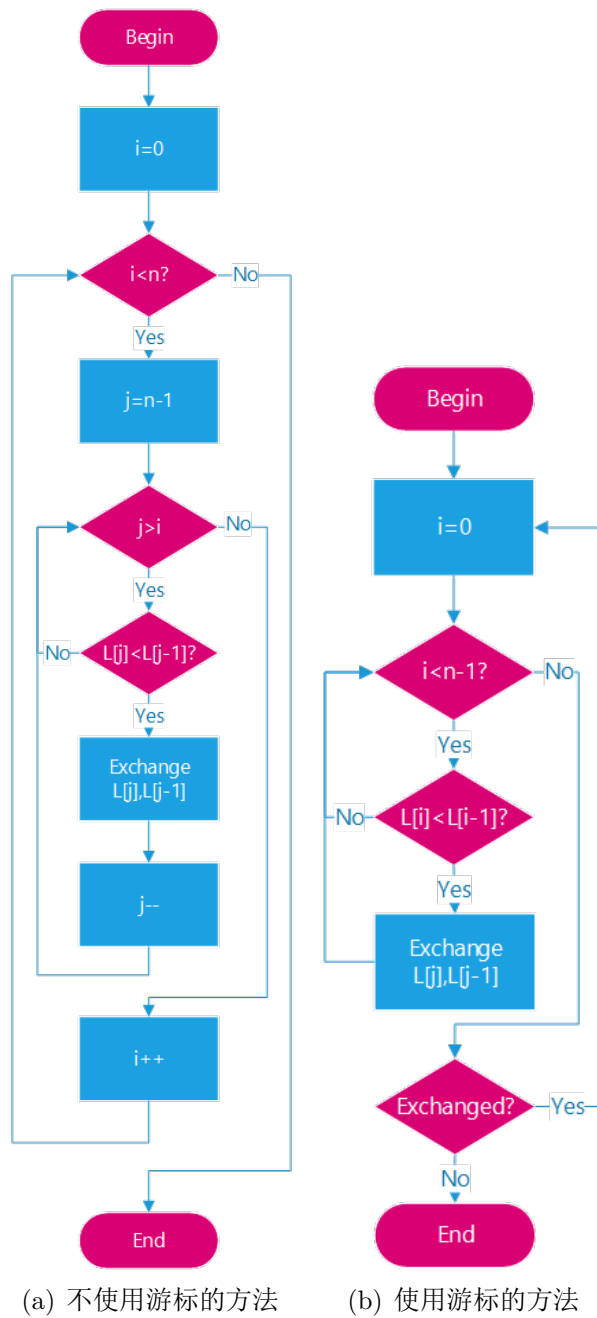 Begin
i=0
i<n?
No
Yes
j=n-1
j>i
No
Yes
L[j]<L[j-1]?
No
Yes
Exchange
L[j],L[j-1]
j--
i++
End
(a) 不使用游标的方法
Begin
i=0
i<n-1?
No
Yes
L[i]<L[i-1]?
No
Yes
Exchange
L[j],L[j-1]
Exchanged?
Yes
No
End
(b) 使用游标的方法